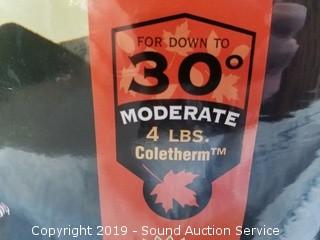 FOR DOWN TO
30°
MODERATE
4 LBS.
Coletherm™
Copyright 2019 - Sound Auction Service